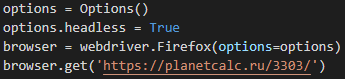 options = Options()
options.headless = True
browser = webdriver.Firefox(options=options)
browser.get('https://planetcalc.ru/3303/')